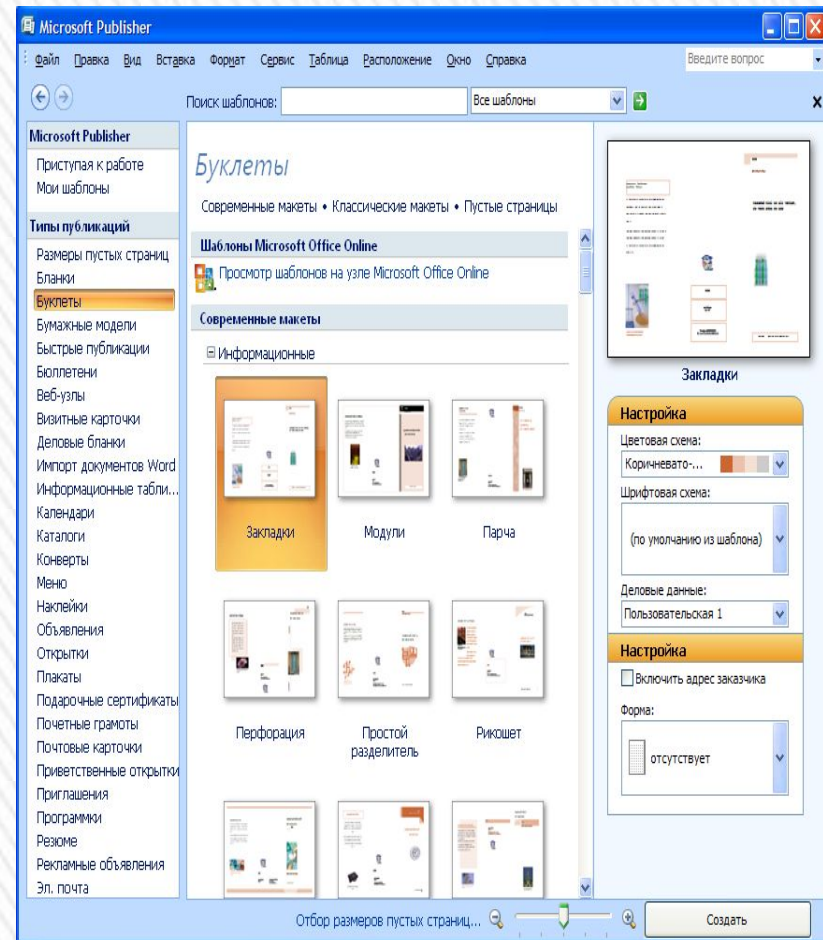 Microsoft Publisher
Файл Правка Вид Вставка Формат Сервис Таблица Расположение Окно Справка Введите вопрос
Поиск шаблонов: Все шаблоны
Microsoft Publisher
Приступая к работе
Мои шаблоны
Типы публикаций
Размеры пустых страниц
Бланки
Буклеты
Бумажные модели
Быстрые публикации
Бюллетени
Веб-узлы
Визитные карточки
Деловые бланки
Импорт документов Word
Информационные табли...
Календари
Каталоги
Конверты
Меню
Наклейки
Объявления
Открытки
Плакаты
Подарочные сертификаты
Почетные грамоты
Почтовые карточки
Приветственные открытки
Приглашения
Программки
Резюме
Рекламные объявления
Эл. почта
Буклеты
Современные макеты • Классические макеты • Пустые страницы
Шаблоны Microsoft Office Online
Просмотр шаблонов на узле Microsoft Office Online
Современные макеты
Информационные
Закладки Модули Парча
Перфорация Простой разделитель Рикошет
Закладки
Настройка
Цветовая схема:
Коричневато-...
Шрифтовая схема:
(по умолчанию из шаблона)
Деловые данные:
Пользовательская 1
Настройка
Включить адрес заказчика
Форма:
отсутствует
Отбор размеров пустых страниц... Создать